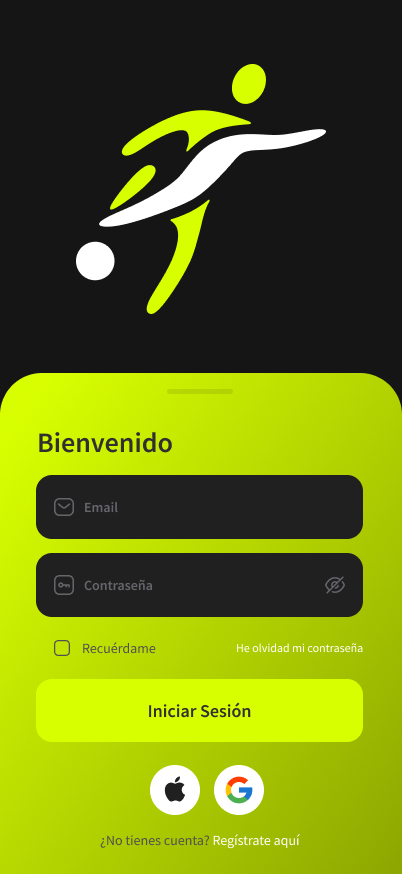 Bienvenido
Email
Contraseña
Recuérdame
He olvidad mi contraseña
Iniciar Sesión
¿No tienes cuenta? Regístrate aquí